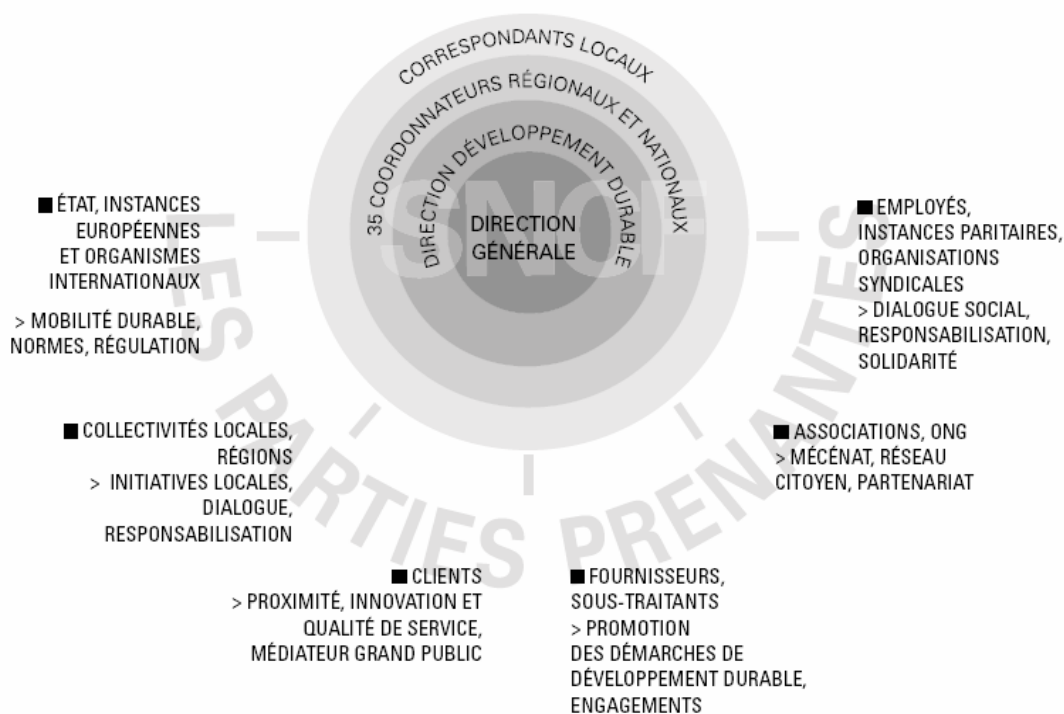 CORRESPONDANTS LOCAUX
35 COORDONNATEURS RÉGIONAUX ET NATIONAUX
DIRECTION DÉVELOPPEMENT DURABLE
SNCF
DIRECTION
GÉNÉRALE
LES PARTIES PRENANTES
■ ÉTAT, INSTANCES
EUROPÉENNES
ET ORGANISMES
INTERNATIONAUX
> MOBILITÉ DURABLE,
NORMES, RÉGULATION
■ COLLECTIVITÉS LOCALES,
RÉGIONS
> INITIATIVES LOCALES,
DIALOGUE,
RESPONSABILISATION
■ CLIENTS
> PROXIMITÉ, INNOVATION ET
QUALITÉ DE SERVICE,
MÉDIATEUR GRAND PUBLIC
■ FOURNISSEURS,
SOUS-TRAITANTS
> PROMOTION
DES DÉMARCHES DE
DÉVELOPPEMENT DURABLE,
ENGAGEMENTS
■ ASSOCIATIONS, ONG
> MÉCÉNAT, RÉSEAU
CITOYEN, PARTENARIAT
■ EMPLOYÉS,
INSTANCES PARITAIRES,
ORGANISATIONS
SYNDICALES
> DIALOGUE SOCIAL,
RESPONSABILISATION,
SOLIDARITÉ